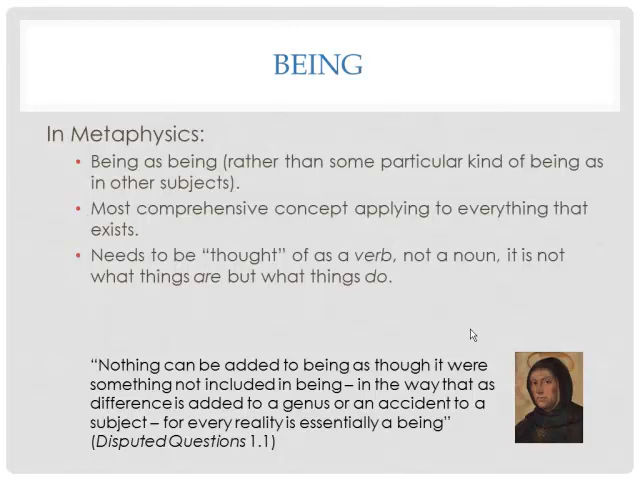 BEING
In Metaphysics:
• Being as being (rather than some particular kind of being as
in other subjects).
• Most comprehensive concept applying to everything that
exists.
• Needs to be “thought” of as a verb, not a noun, it is not
what things are but what things do.
“Nothing can be added to being as though it were
something not included in being – in the way that as
difference is added to a genus or an accident to a
subject – for every reality is essentially a being”
(Disputed Questions 1.1)